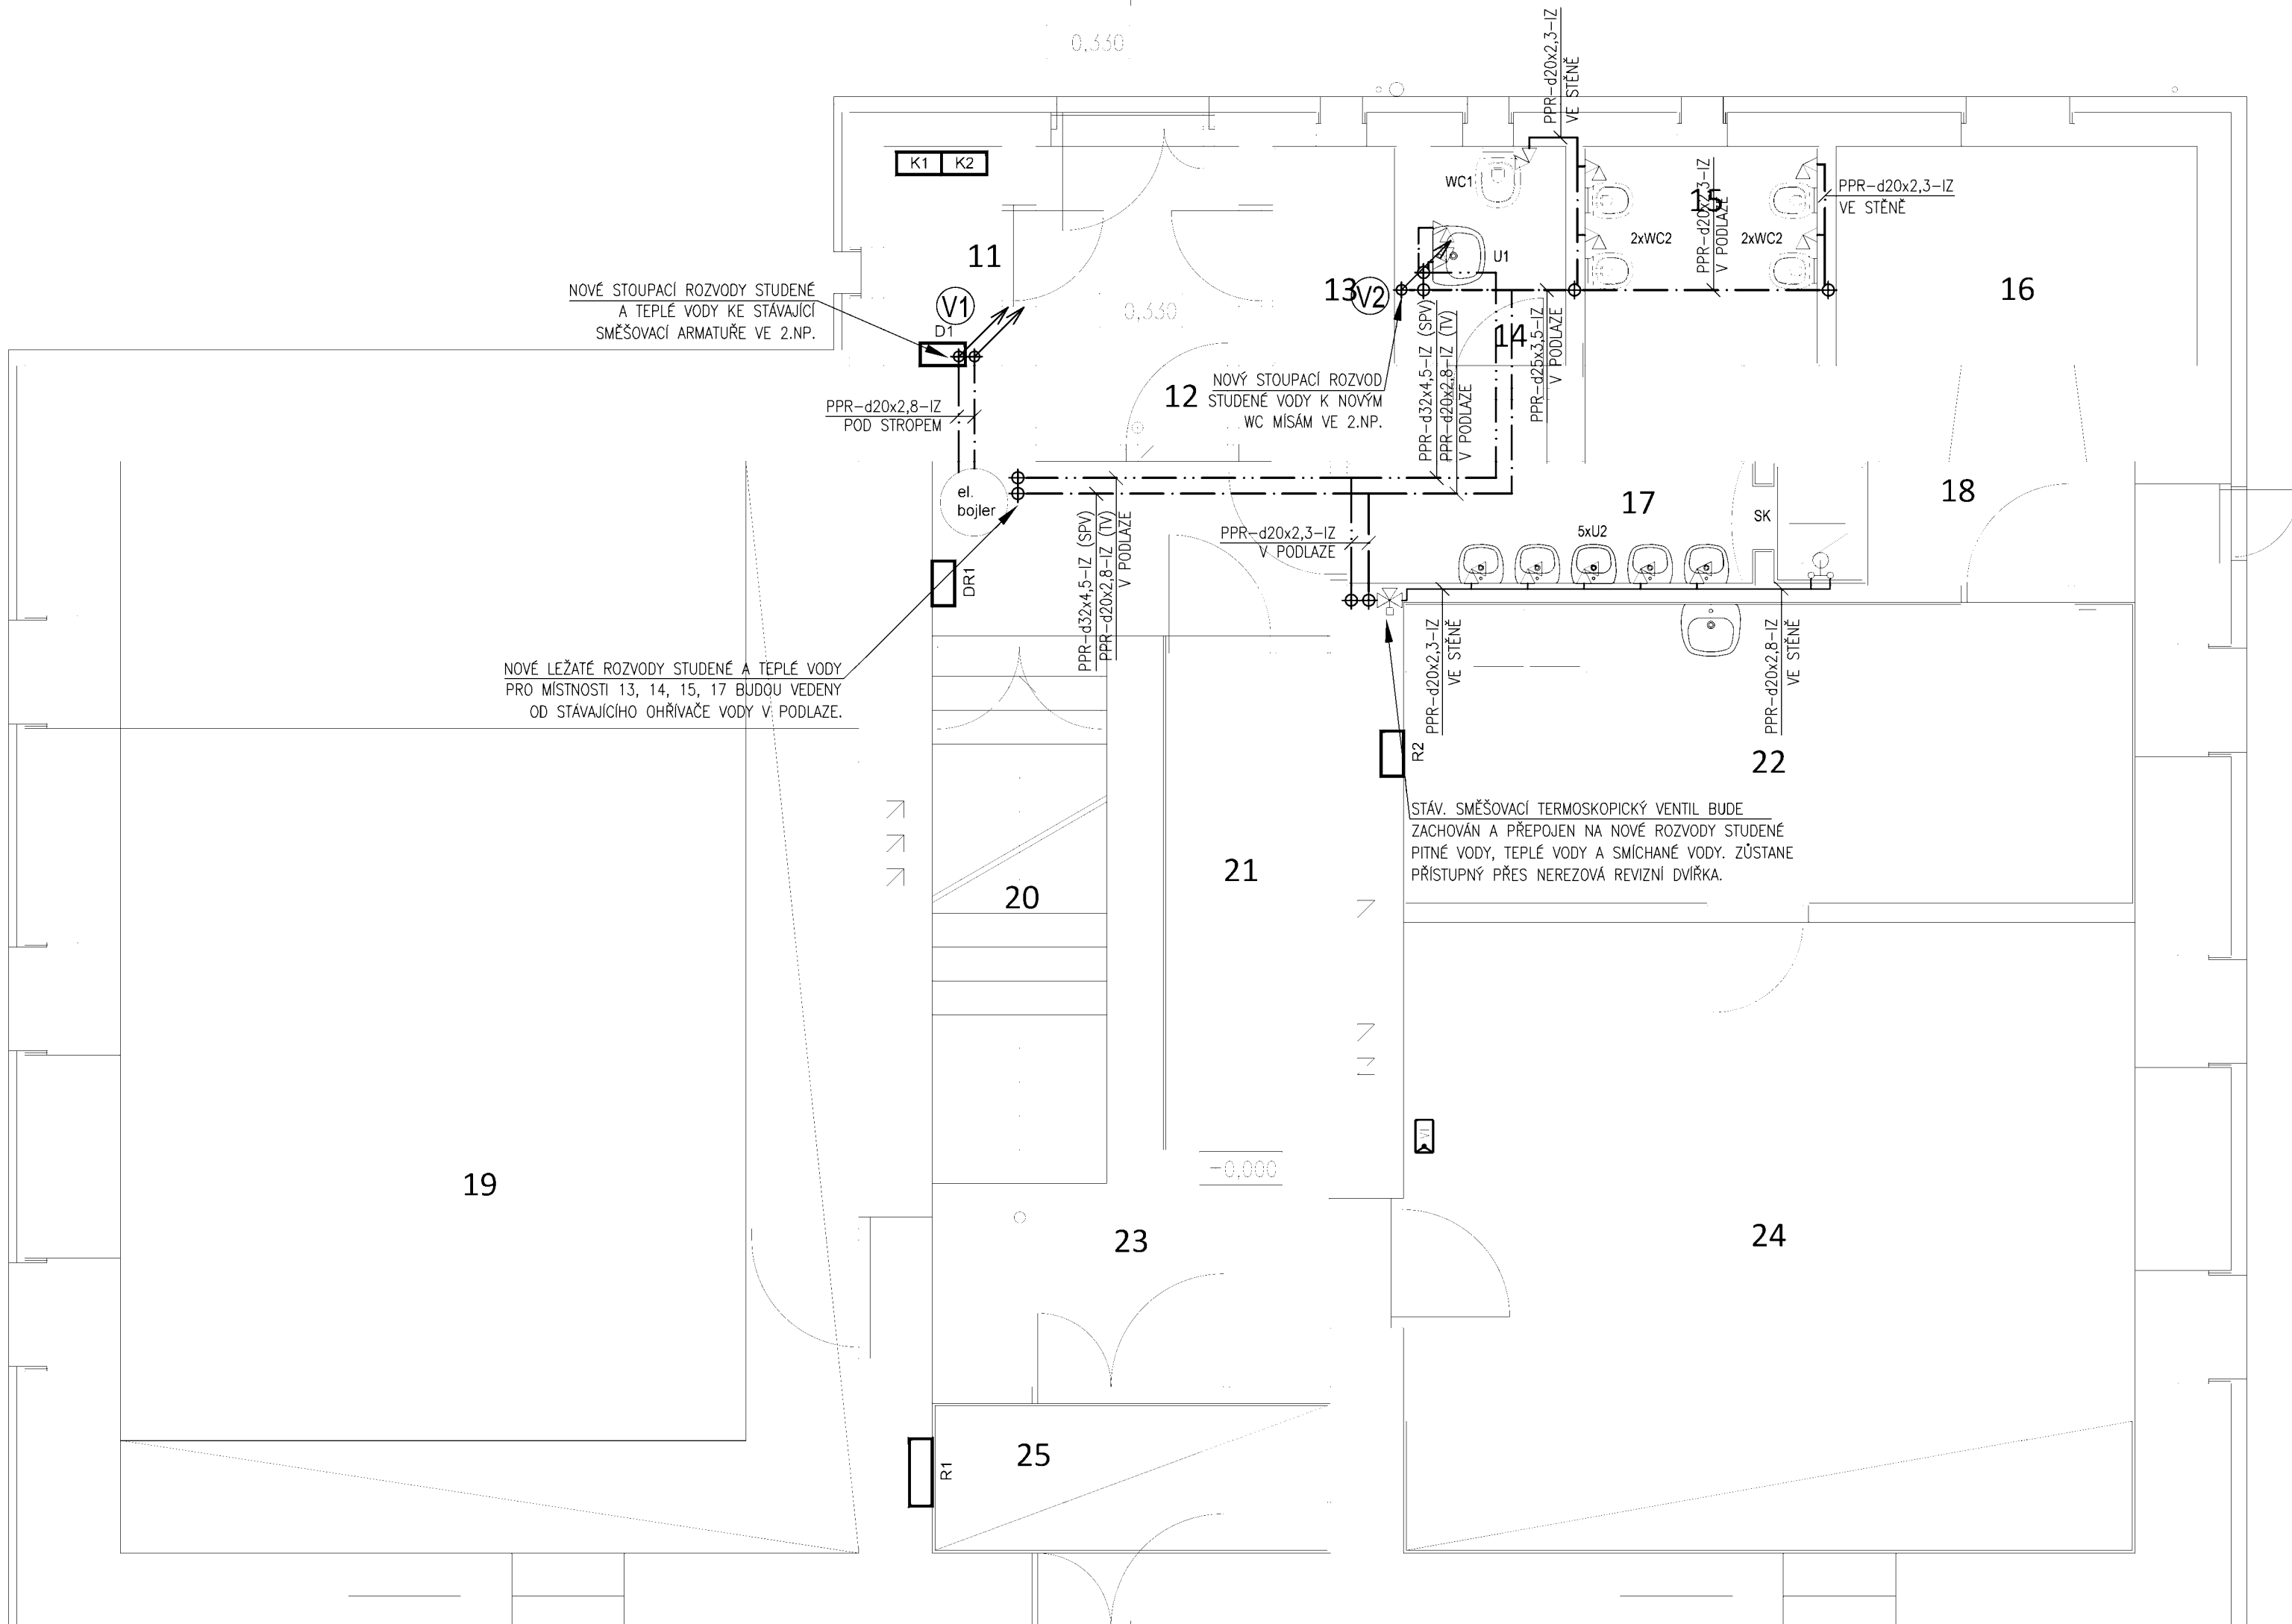 0,330
PPR-d20x2,3-IZ
VE STĚNĚ
K1
K2
WC1
15
PPR-d20x2,3-IZ
V PODLAZE
PPR-d20x2,3-IZ
VE STĚNĚ
2xWC2
2xWC2
U1
11
NOVÉ STOUPACÍ ROZVODY STUDENÉ
A TEPLÉ VODY KE STÁVAJÍCÍ
SMĚŠOVACÍ ARMATUŘE VE 2.NP.
V1
D1
0,330
13
V2
16
14
PPR-d32x4,5-IZ (SPV)
PPR-d20x2,8-IZ (TV)
V PODLAZE
PPR-d25x3,5-IZ
V PODLAZE
12
NOVÝ STOUPACÍ ROZVOD
STUDENÉ VODY K NOVÝM
WC MÍSÁM VE 2.NP.
PPR-d20x2,8-IZ
POD STROPEM
el.
bojler
17
18
SK
5xU2
PPR-d20x2,3-IZ
V PODLAZE
PPR-d32x4,5-IZ (SPV)
PPR-d20x2,8-IZ (TV)
V PODLAZE
DR1
NOVÉ LEŽATÉ ROZVODY STUDENÉ A TEPLÉ VODY
PRO MÍSTNOSTI 13, 14, 15, 17 BUDOU VEDENY
OD STÁVAJÍCÍHO OHŘÍVAČE VODY V PODLAZE.
PPR-d20x2,3-IZ
VE STĚNĚ
PPR-d20x2,8-IZ
VE STĚNĚ
R2
22
STÁV. SMĚŠOVACÍ TERMOSKOPICKÝ VENTIL BUDE
ZACHOVÁN A PŘEPOJEN NA NOVÉ ROZVODY STUDENÉ
PITNÉ VODY, TEPLÉ VODY A SMÍCHANÉ VODY. ZŮSTANE
PŘÍSTUPNÝ PŘES NEREZOVÁ REVIZNÍ DVÍŘKA.
21
20
19
-0,000
23
24
25
R1